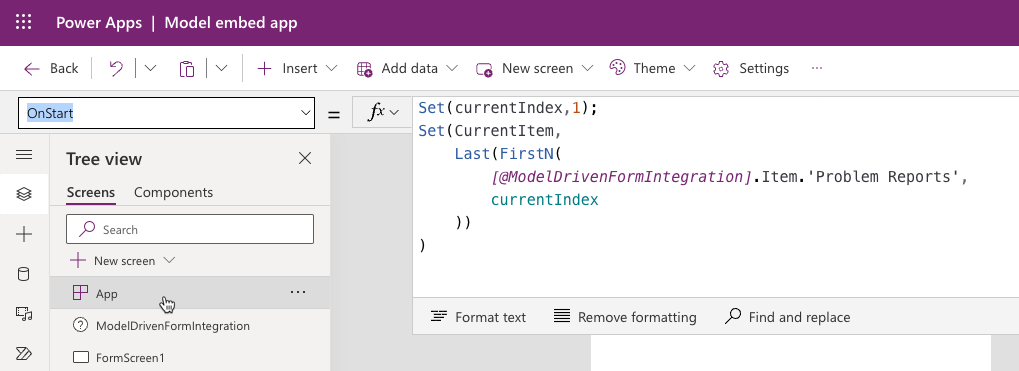 Power Apps | Model embed app
Back
Insert
Add data
New screen
Theme
Settings
···
OnStart
=
fx
Set(currentIndex,1);
Set(CurrentItem,
Last(FirstN(
[@ModelDrivenFormIntegration].Item.'Problem Reports',
currentIndex
))
)
Format text
Remove formatting
Find and replace
Tree view
Screens
Components
Search
New screen
App
···
ModelDrivenFormIntegration
FormScreen1